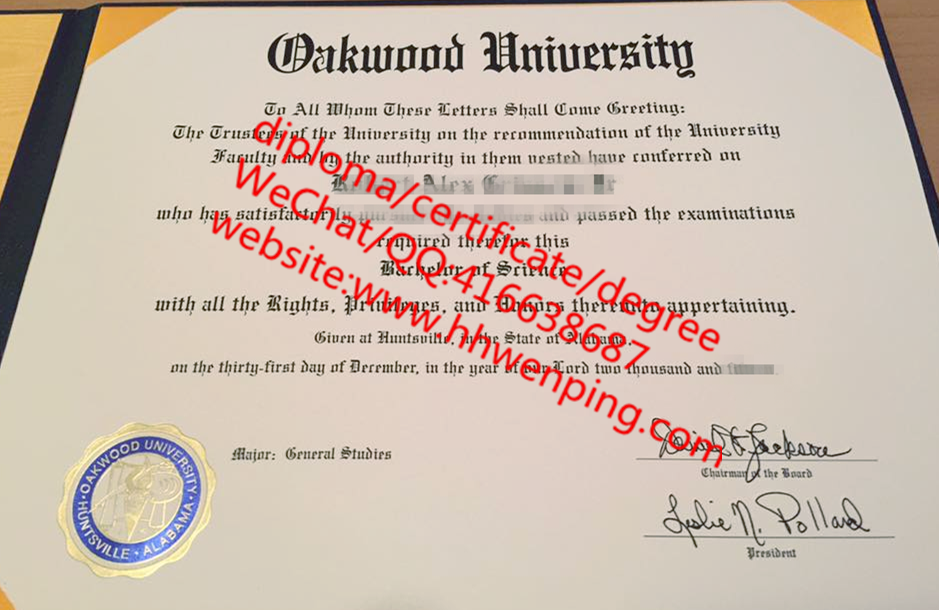 Oakwood University
To All Whom These Letters Shall Come Greeting:
The Trustees of the University on the recommendation of the University
Faculty and by the authority in them vested have conferred on
Alex
who has satisfactorily and passed the examinations
required therefor this
Bachelor of Science
with all the Rights, Privileges, and Honors thereunto appertaining.
Given at Huntsville, in the State of Alabama.
on the thirty-first day of December, in the year of our Lord two thousand and
diploma/certificate/degree
WeChat/QQ:416638687
website:www.hhwenping.com
Major: General Studies
OAKWOOD UNIVERSITY
HUNTSVILLE · ALABAMA
Jackson
Chairman of the Board
Leslie N. Pollard
President